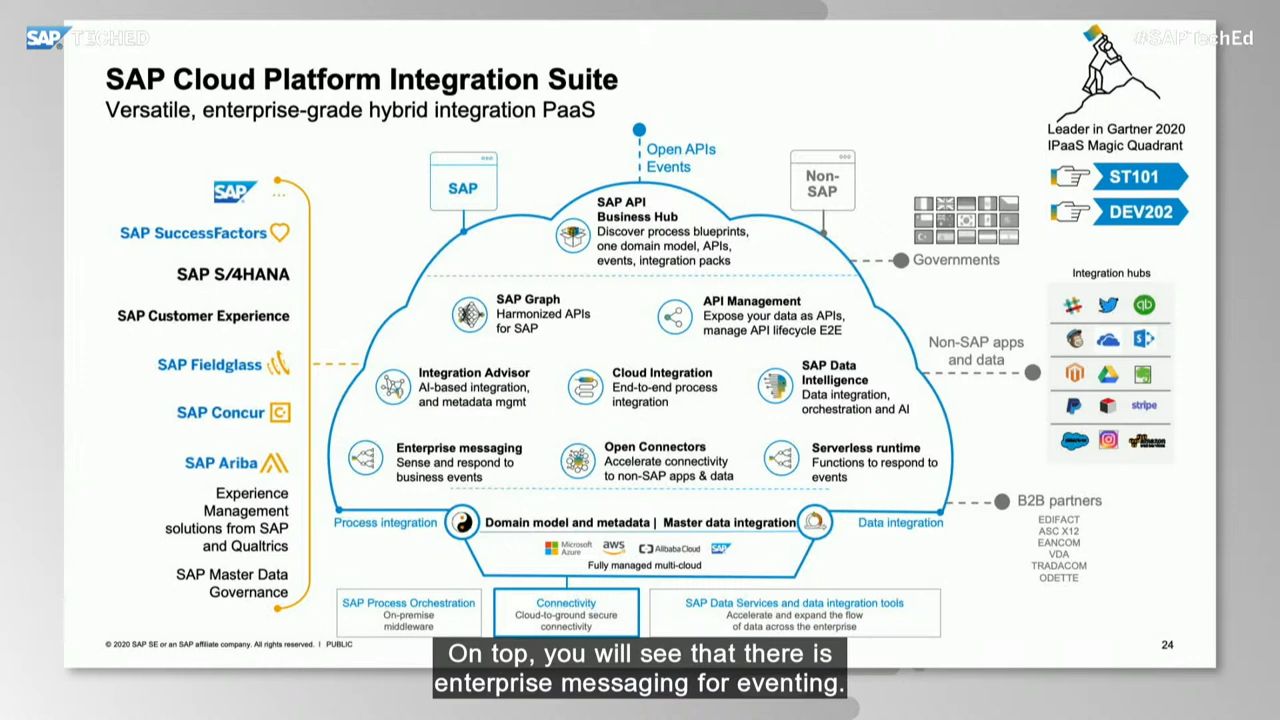 SAP TECHED
#SAPTechEd
SAP Cloud Platform Integration Suite
Versatile, enterprise-grade hybrid integration PaaS
Leader in Gartner 2020
IPaaS Magic Quadrant
ST101
DEV202
Open APIs
Events
SAP
Non-
SAP
SAP
...
SAP SuccessFactors
SAP S/4HANA
SAP Customer Experience
SAP Fieldglass
SAP Concur
SAP Ariba
Experience
Management
solutions from SAP
and Qualtrics
SAP Master Data
Governance
SAP API
Business Hub
Discover process blueprints,
one domain model, APIs,
events, integration packs
SAP Graph
Harmonized APIs
for SAP
API Management
Expose your data as APIs,
manage API lifecycle E2E
Integration Advisor
AI-based integration,
and metadata mgmt
Cloud Integration
End-to-end process
integration
SAP Data
Intelligence
Data integration,
orchestration and AI
Enterprise messaging
Sense and respond to
business events
Open Connectors
Accelerate connectivity
to non-SAP apps & data
Serverless runtime
Functions to respond to
events
Process integration
Domain model and metadata | Master data integration
Data integration
Microsoft
Azure
aws
Alibaba Cloud
SAP
Fully managed multi-cloud
SAP Process Orchestration
On-premise
middleware
Connectivity
Cloud-to-ground secure
connectivity
SAP Data Services and data integration tools
Accelerate and expand the flow
of data across the enterprise
Governments
Non-SAP apps
and data
Integration hubs
qb
stripe
amazon
B2B partners
EDIFACT
ASC X12
EANCOM
VDA
TRADACOM
ODETTE
© 2020 SAP SE or an SAP affiliate company. All rights reserved. | PUBLIC
24
On top, you will see that there is
enterprise messaging for eventing.